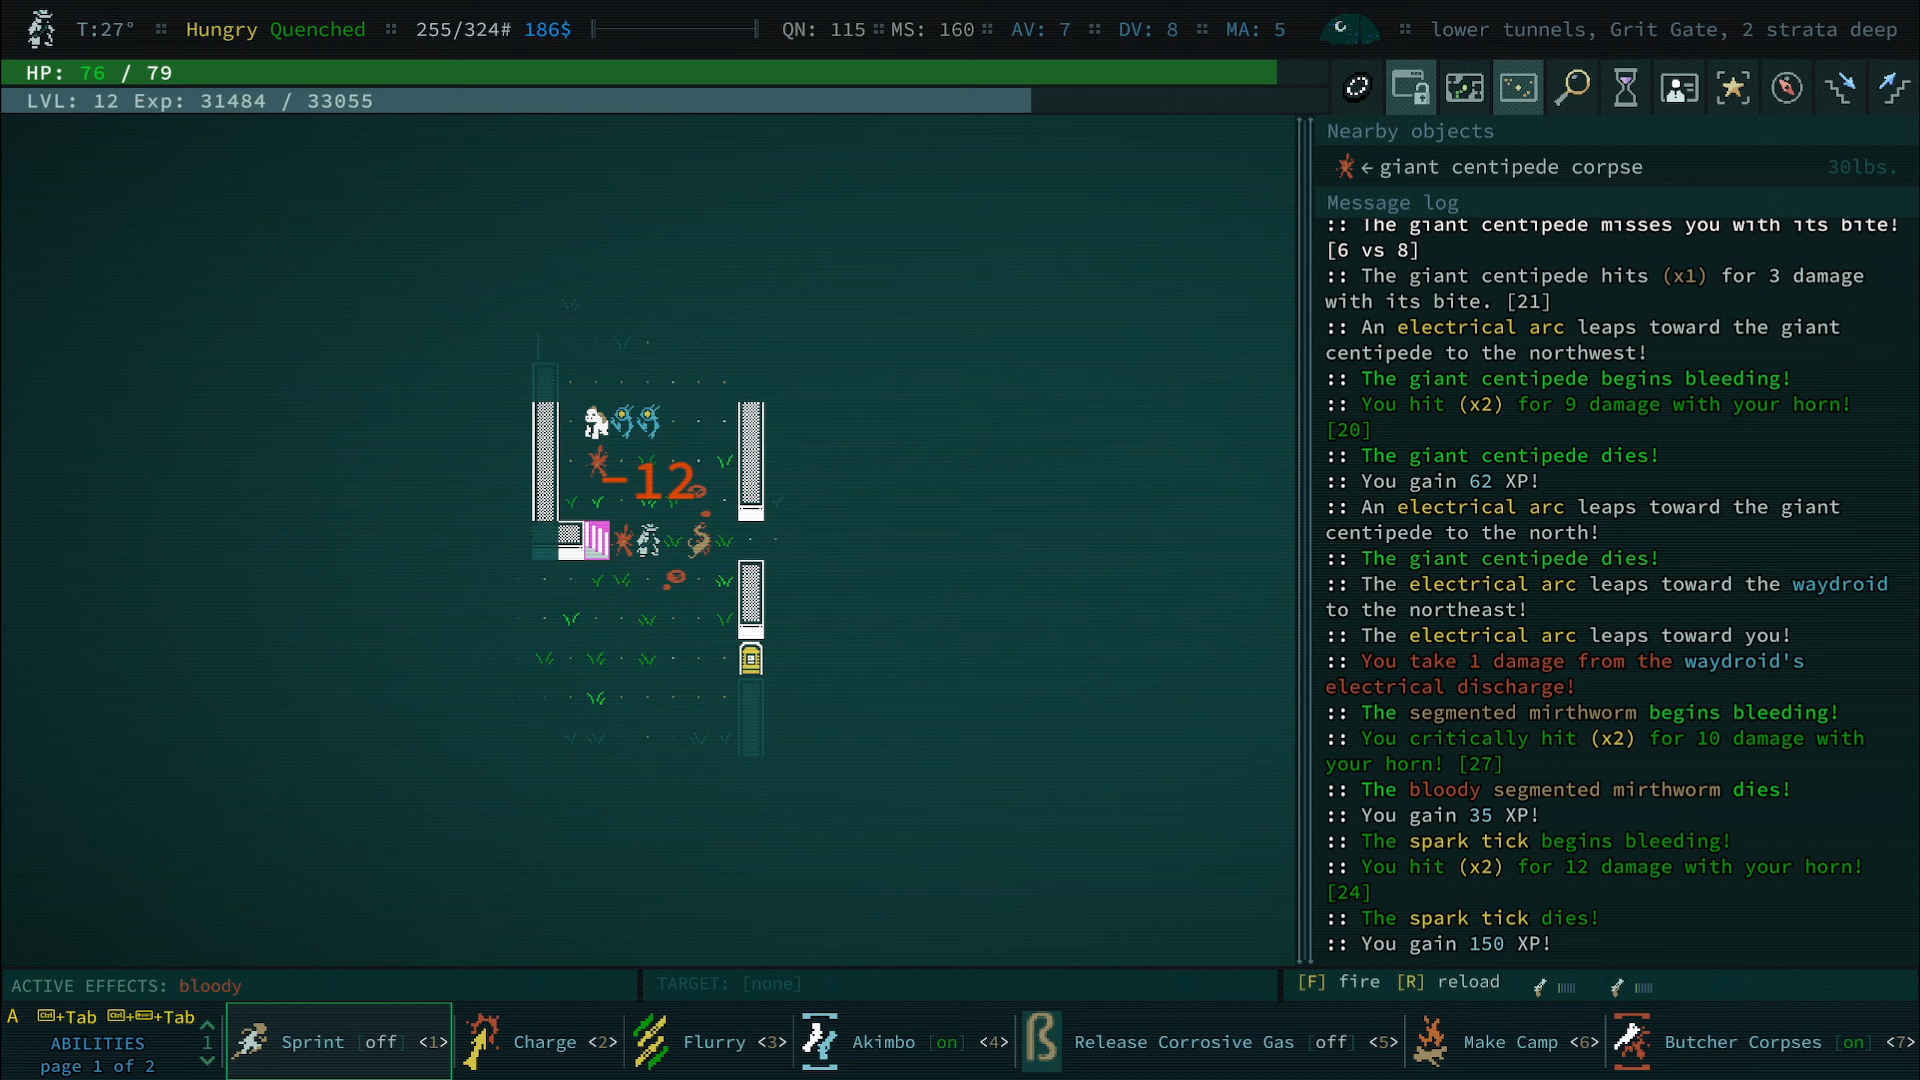 T:27° Hungry Quenched 255/324# 186$ QN: 115 MS: 160 AV: 7 DV: 8 MA: 5 lower tunnels, Grit Gate, 2 strata deep
HP: 76 / 79
LVL: 12 Exp: 31484 / 33055
Nearby objects
←giant centipede corpse 30lbs.
Message log
:: The giant centipede misses you with its bite!
[6 vs 8]
:: The giant centipede hits (x1) for 3 damage
with its bite. [21]
:: An electrical arc leaps toward the giant
centipede to the northwest!
:: The giant centipede begins bleeding!
:: You hit (x2) for 9 damage with your horn!
[20]
:: The giant centipede dies!
:: You gain 62 XP!
:: An electrical arc leaps toward the giant
centipede to the north!
:: The giant centipede dies!
:: The electrical arc leaps toward the waydroid
to the northeast!
:: The electrical arc leaps toward you!
:: You take 1 damage from the waydroid's
electrical discharge!
:: The segmented mirthworm begins bleeding!
:: You critically hit (x2) for 10 damage with
your horn! [27]
:: The bloody segmented mirthworm dies!
:: You gain 35 XP!
:: The spark tick begins bleeding!
:: You hit (x2) for 12 damage with your horn!
[24]
:: The spark tick dies!
:: You gain 150 XP!
-12
ACTIVE EFFECTS: bloody
TARGET: [none]
[F] fire [R] reload
A Ctrl+Tab Ctrl++Tab
ABILITIES
page 1 of 2
1
Sprint [off] <1>
Charge <2>
Flurry <3>
Akimbo [on] <4>
Release Corrosive Gas [off] <5>
Make Camp <6>
Butcher Corpses [on] <7>